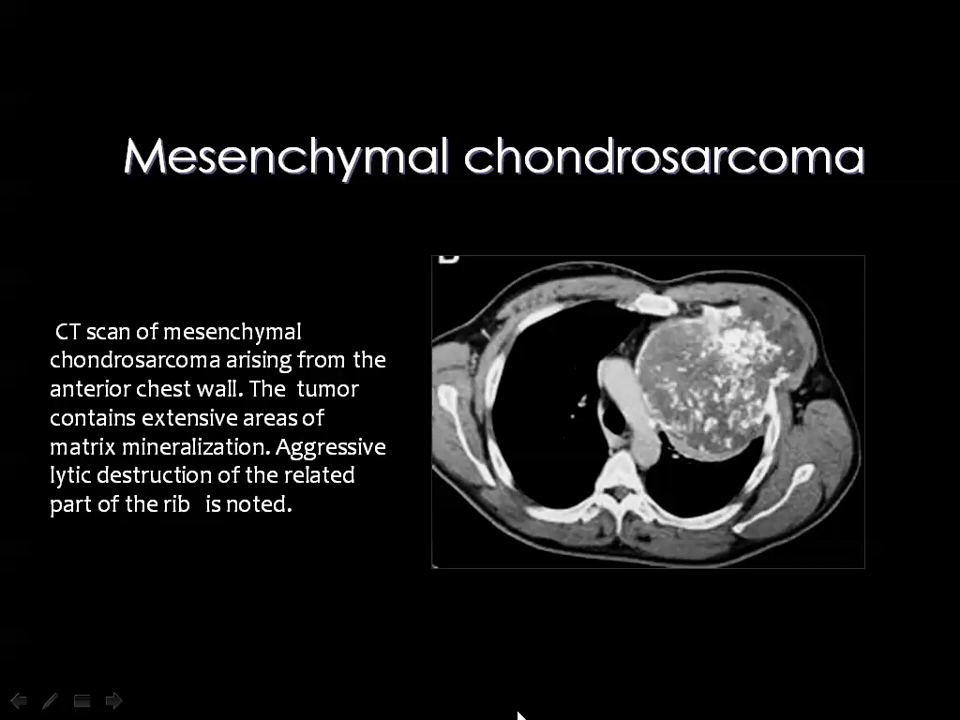 Mesenchymal chondrosarcoma
CT scan of mesenchymal
chondrosarcoma arising from the
anterior chest wall. The tumor
contains extensive areas of
matrix mineralization. Aggressive
lytic destruction of the related
part of the rib is noted.